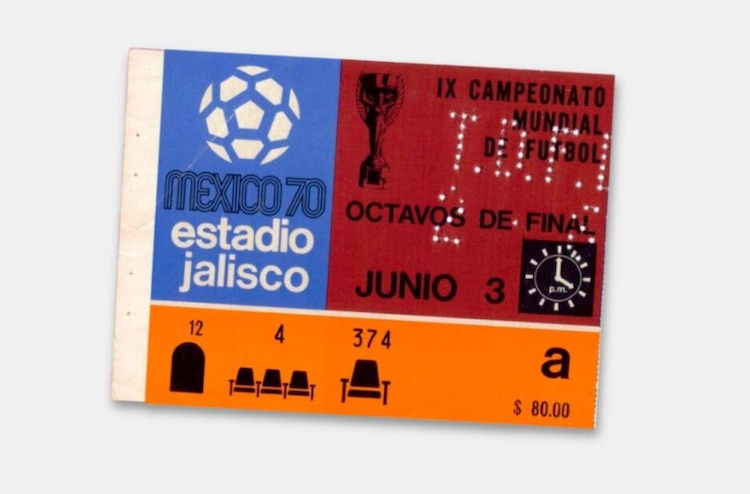 MEXICO 70
estadio
jalisco
IX CAMPEONATO
MUNDIAL
DE FUTBOL
OCTAVOS DE FINAL
JUNIO 3
p.m.
12
4
374
a
$ 80.00